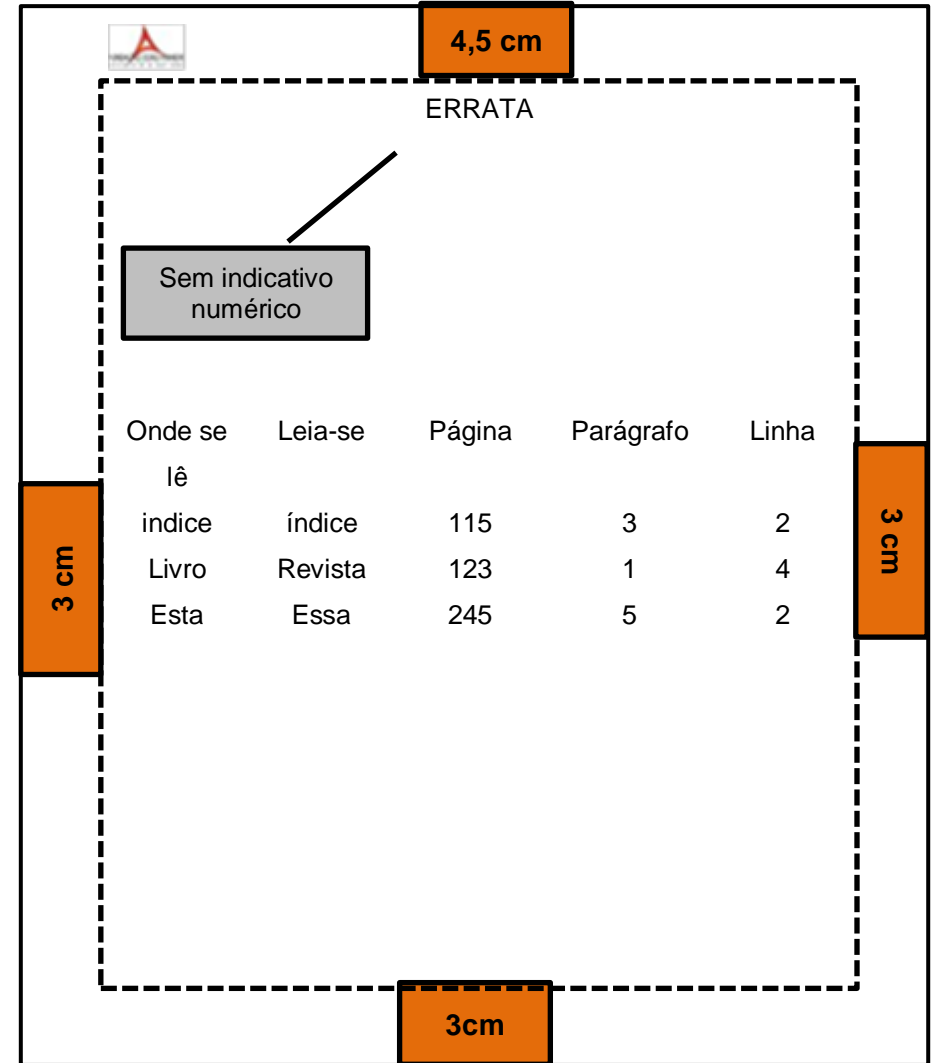 4,5 cm
ERRATA
Sem indicativo
numérico
Onde se Leia-se Página Parágrafo Linha
lê
indice índice 115 3 2
Livro Revista 123 1 4
Esta Essa 245 5 2
3 cm
3 cm
3cm